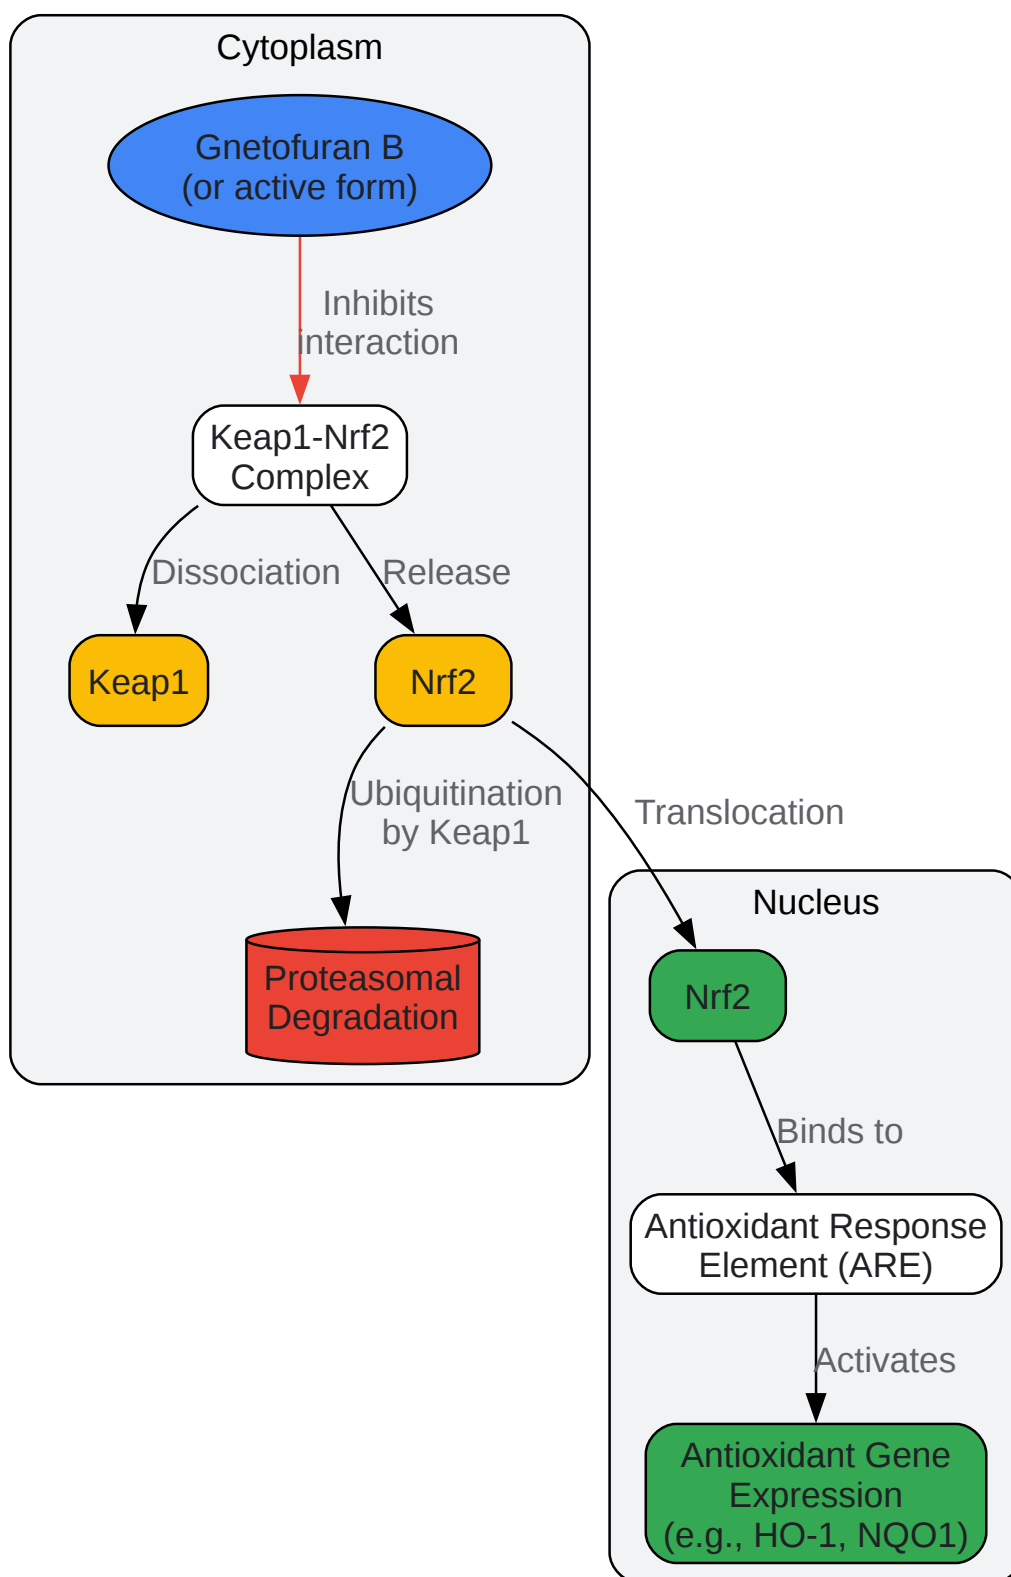 Cytoplasm
Gnetofuran B
(or active form)
Inhibits
interaction
Keap1-Nrf2
Complex
Dissociation
Release
Keap1
Nrf2
Ubiquitination
by Keap1
Translocation
Proteasomal
Degradation
Nucleus
Nrf2
Binds to
Antioxidant Response
Element (ARE)
Activates
Antioxidant Gene
Expression
(e.g., HO-1, NQO1)